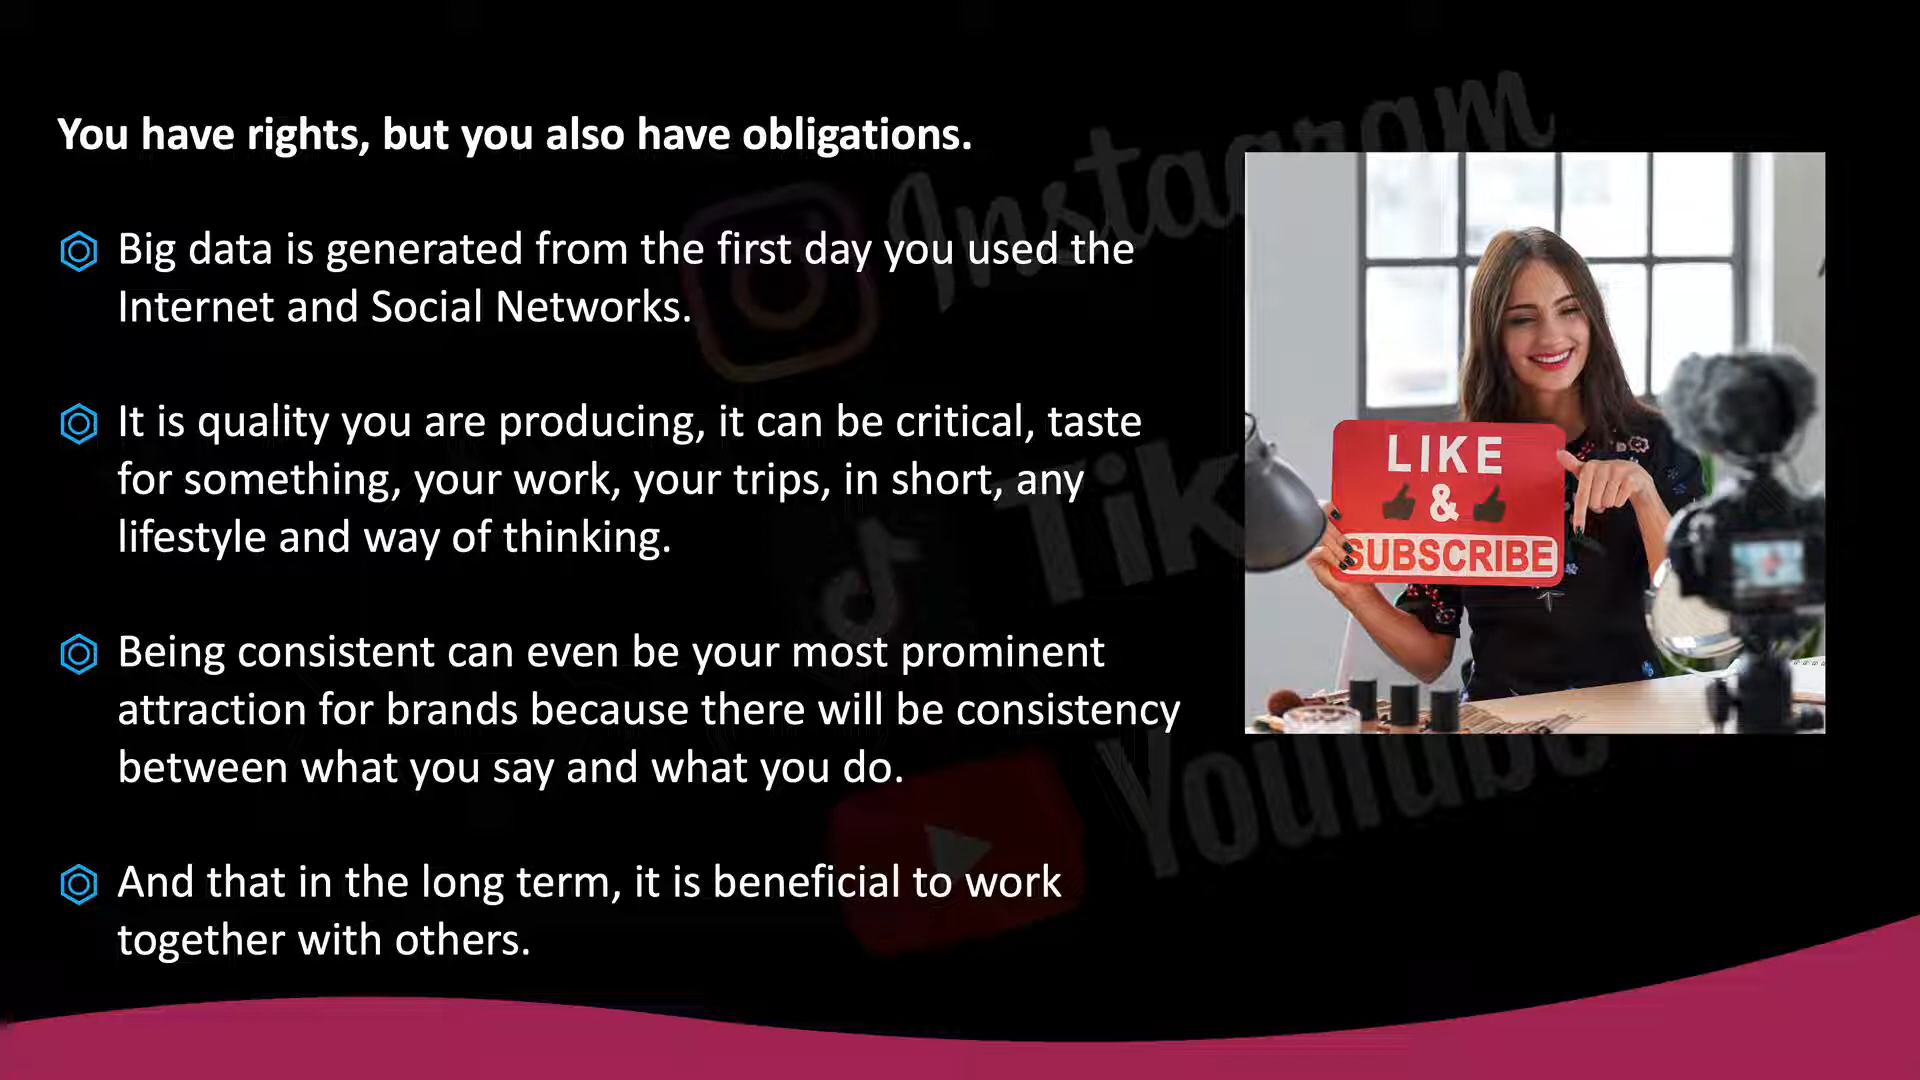 You have rights, but you also have obligations.
Big data is generated from the first day you used the
Internet and Social Networks.
It is quality you are producing, it can be critical, taste
for something, your work, your trips, in short, any
lifestyle and way of thinking.
Being consistent can even be your most prominent
attraction for brands because there will be consistency
between what you say and what you do.
And that in the long term, it is beneficial to work
together with others.
Instagram
Tik
YouTube
LIKE
&
SUBSCRIBE